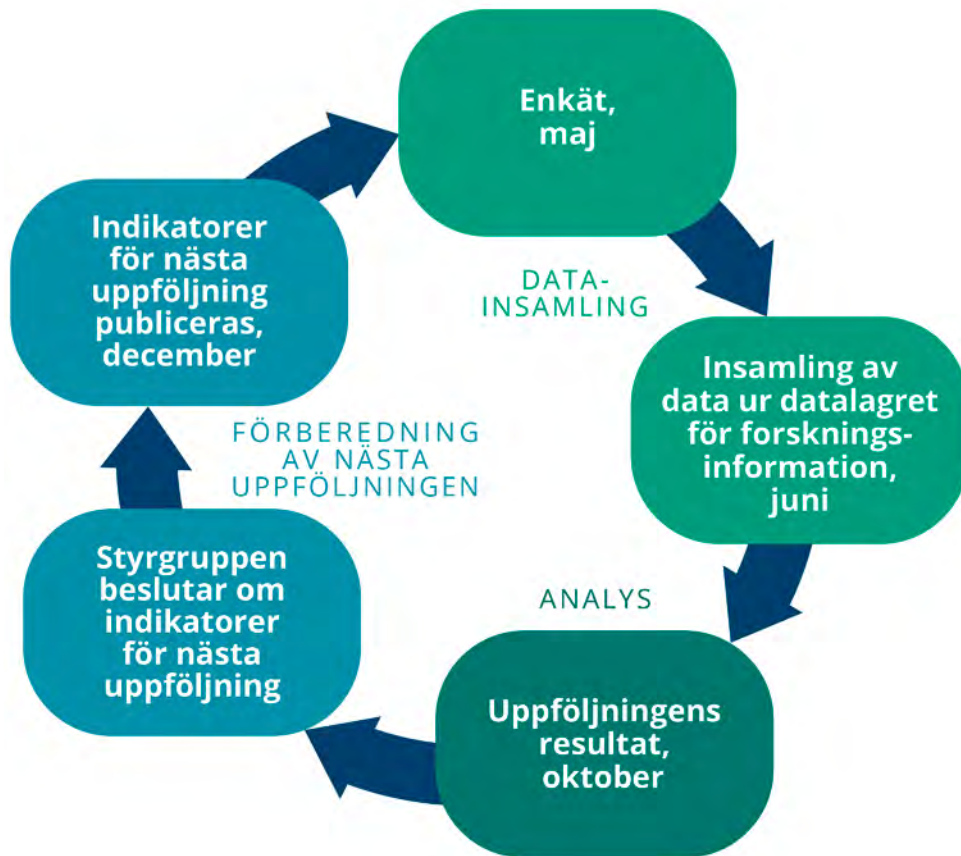 Enkät,
maj
DATA-
INSAMLING
Insamling av
data ur datalagret
för forsknings-
information,
juni
ANALYS
Uppföljningens
resultat,
oktober
Styrgruppen
beslutar om
indikatorer
för nästa
uppföljning
FÖRBEREDNING
AV NÄSTA
UPPFÖLJNINGEN
Indikatorer
för nästa
uppföljning
publiceras,
december